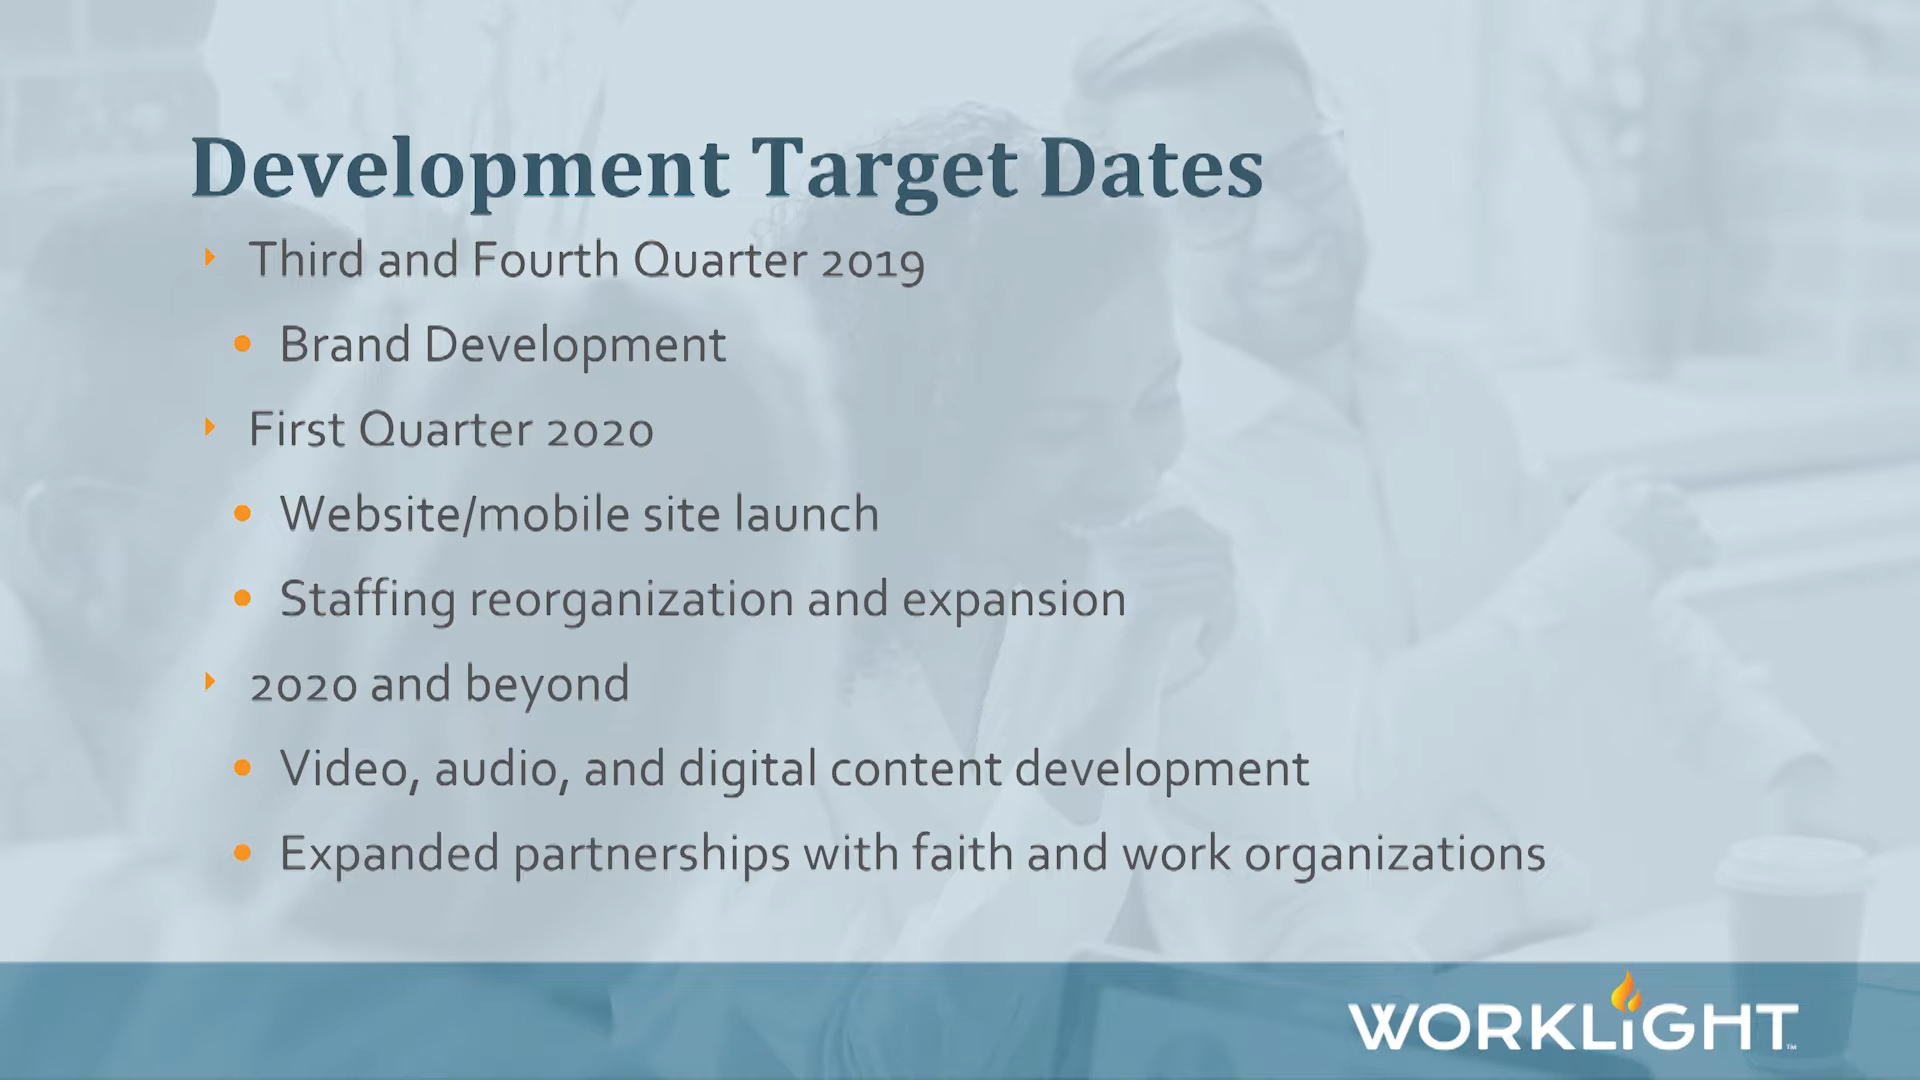 Development Target Dates
Third and Fourth Quarter 2019
Brand Development
First Quarter 2020
Website/mobile site launch
Staffing reorganization and expansion
2020 and beyond
Video, audio, and digital content development
Expanded partnerships with faith and work organizations
WORKLiGHT™